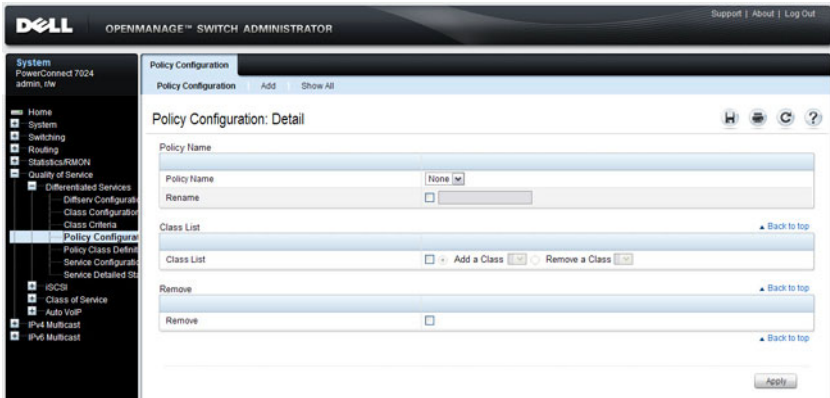 Support | About | Log Out
DELL OPENMANAGE™ SWITCH ADMINISTRATOR
System
PowerConnect 7024
admin, r/w
Home
System
Switching
Routing
Statistics/RMON
Quality of Service
Differentiated Services
Diffserv Configurati
Class Configuration
Class Criteria
Policy Configurat
Policy Class Definit
Service Configuratio
Service Detailed Sta
iSCSI
Class of Service
Auto VoIP
IPv4 Multicast
IPv6 Multicast
Policy Configuration
Policy Configuration Add Show All
Policy Configuration: Detail
Policy Name
Policy Name None
Rename
Class List Back to top
Class List Add a Class Remove a Class
Remove Back to top
Remove
Back to top
Apply